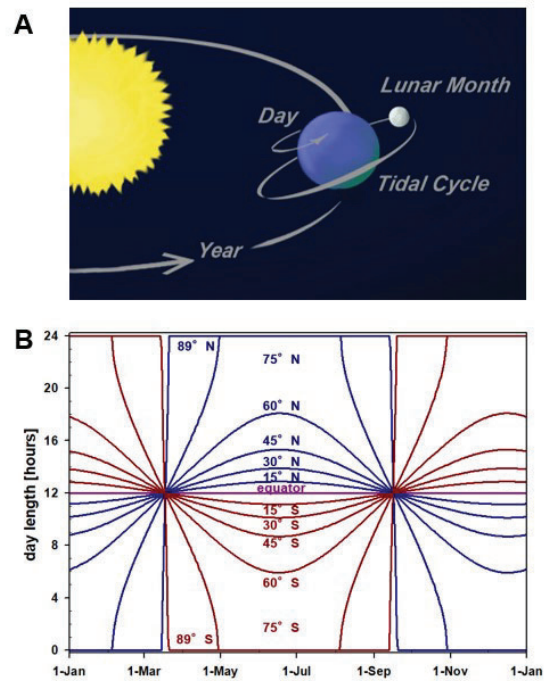 A
Lunar Month
Day
Tidal Cycle
Year
B
day length [hours]
24
20
16
12
8
4
0
89° N
75° N
60° N
45° N
30° N
15° N
equator
15° S
30° S
45° S
60° S
75° S
89° S
1-Jan 1-Mar 1-May 1-Jul 1-Sep 1-Nov 1-Jan